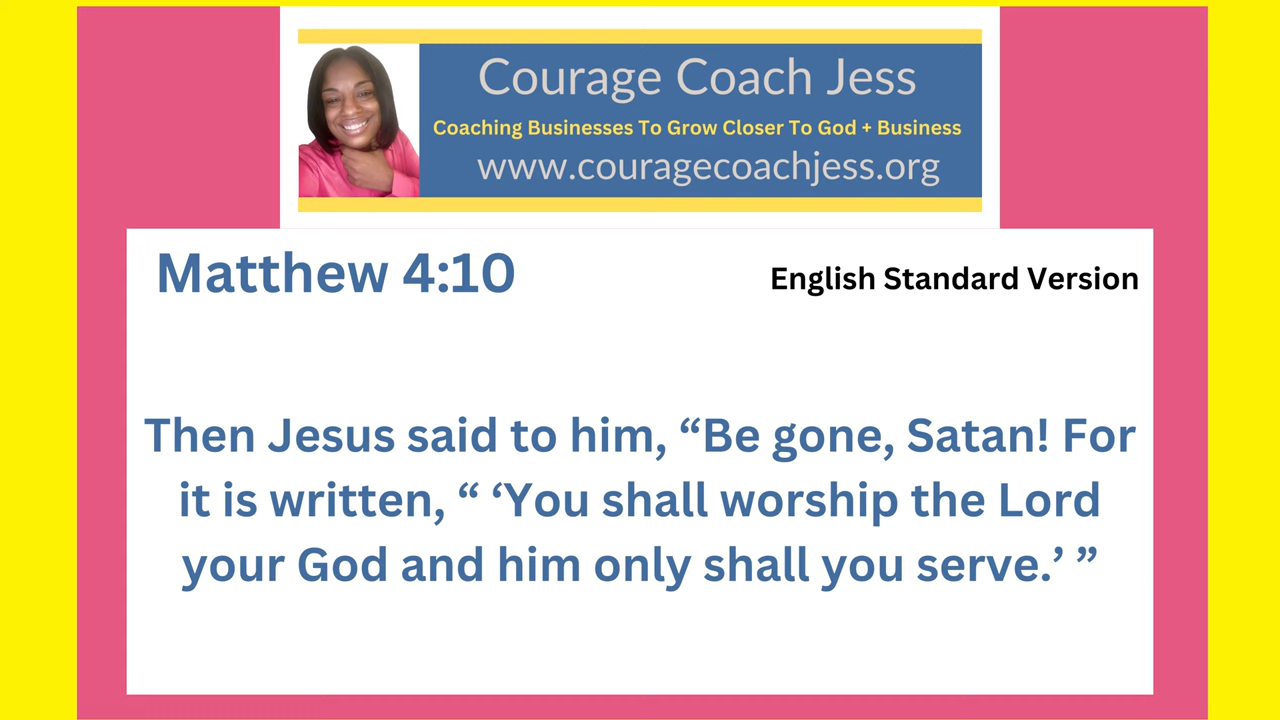 Courage Coach Jess
Coaching Businesses To Grow Closer To God + Business
www.couragecoachjess.org
Matthew 4:10
English Standard Version
Then Jesus said to him, “Be gone, Satan! For
it is written, “ ‘You shall worship the Lord
your God and him only shall you serve.’ ”